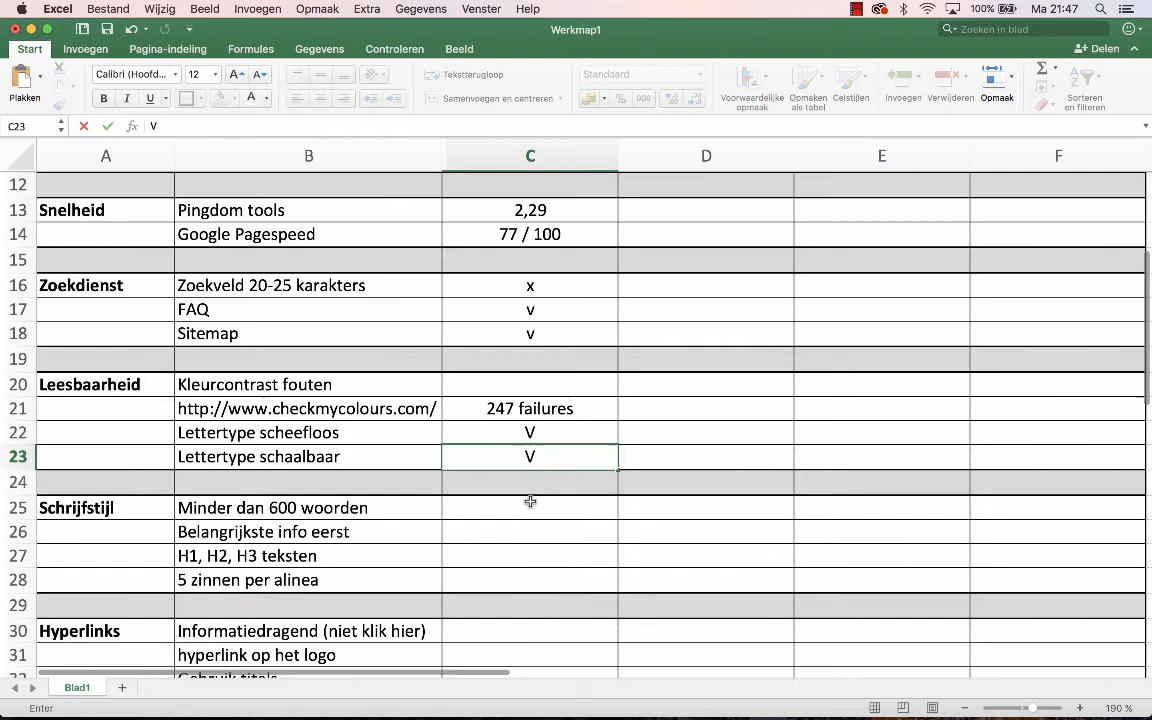 Excel Bestand Wijzig Beeld Invoegen Opmaak Extra Gegevens Venster Help 100% Ma 21:47
Werkmap1
Zoeken in blad
Start Invoegen Pagina-indeling Formules Gegevens Controleren Beeld
Delen
Plakken
Calibri (Hoofd... 12 A A
B I U A
Tekstterugloop
Samenvoegen en centreren
Standaard
% 000
Voorwaardelijke opmaak
Opmaken als tabel
Celstijlen
Invoegen
Verwijderen
Opmaak
Sorteren en filteren
C23 fx V
A B C D E F
12
13 Snelheid Pingdom tools 2,29
14 Google Pagespeed 77 / 100
15
16 Zoekdienst Zoekveld 20-25 karakters x
17 FAQ v
18 Sitemap v
19
20 Leesbaarheid Kleurcontrast fouten
21 http://www.checkmycolours.com/ 247 failures
22 Lettertype scheefloos V
23 Lettertype schaalbaar V
24
25 Schrijfstijl Minder dan 600 woorden
26 Belangrijkste info eerst
27 H1, H2, H3 teksten
28 5 zinnen per alinea
29
30 Hyperlinks Informatiedragend (niet klik hier)
31 hyperlink op het logo
32 Gebruik titels
Blad1
Enter 190 %